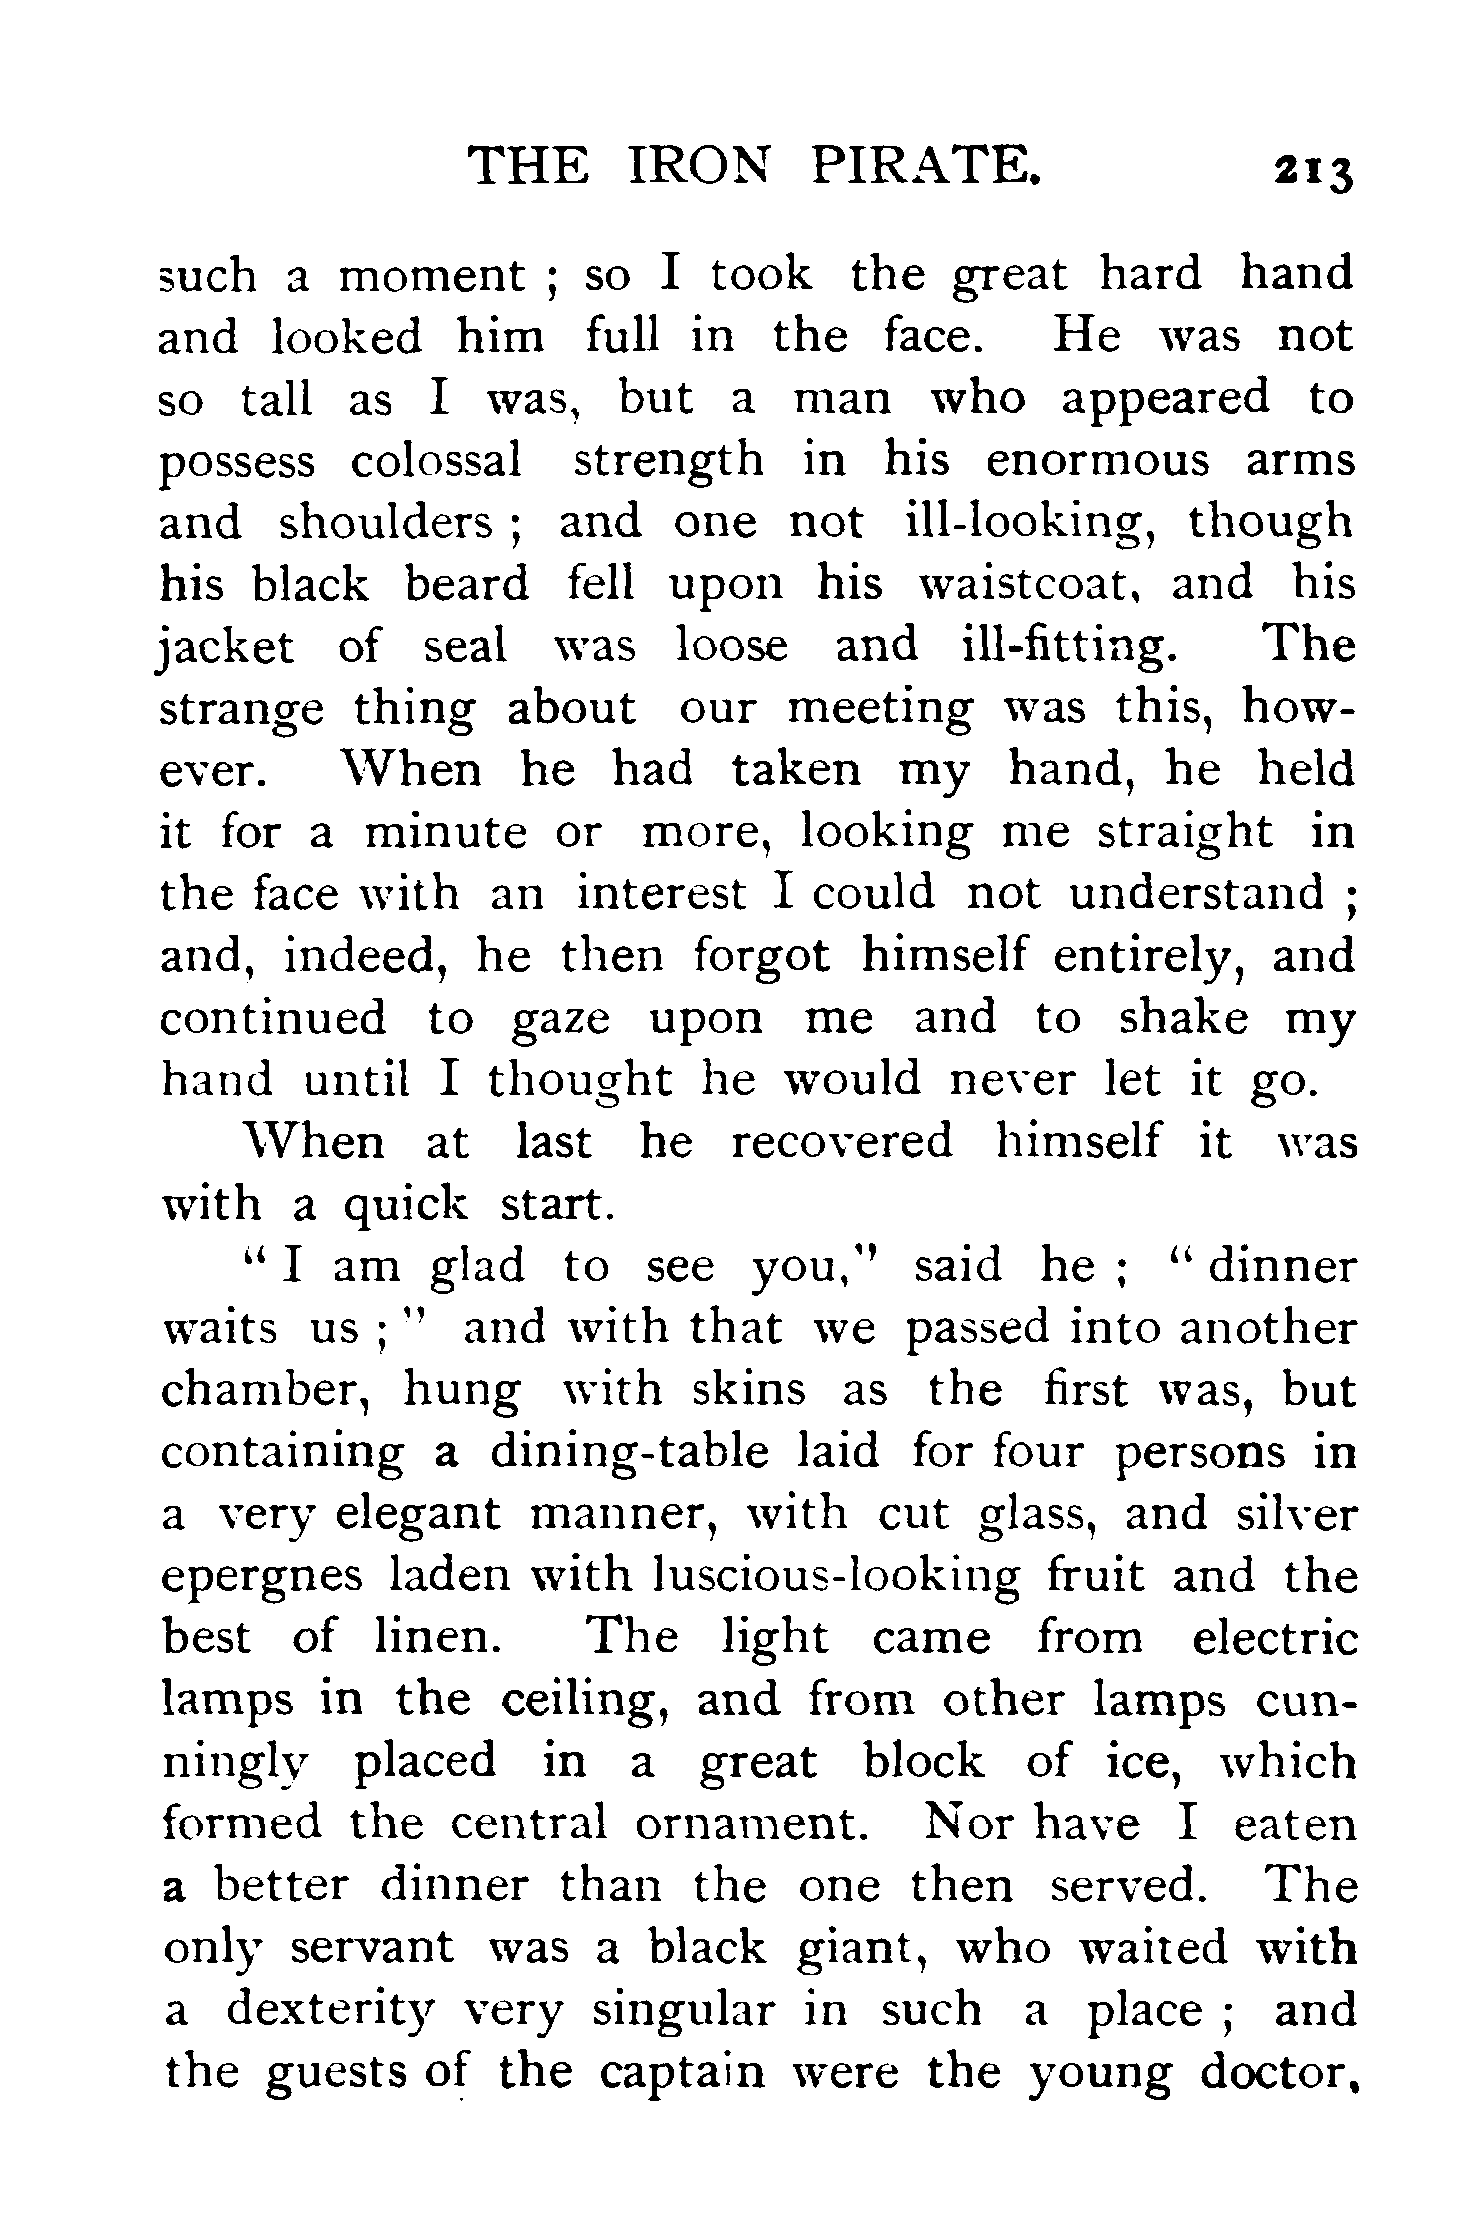 THE IRON PIRATE. 213
such a moment ; so I took the great hard hand
and looked him full in the face. He was not
so tall as I was, but a man who appeared to
possess colossal strength in his enormous arms
and shoulders ; and one not ill-looking, though
his black beard fell upon his waistcoat, and his
jacket of seal was loose and ill-fitting. The
strange thing about our meeting was this, how-
ever. When he had taken my hand, he held
it for a minute or more, looking me straight in
the face with an interest I could not understand ;
and, indeed, he then forgot himself entirely, and
continued to gaze upon me and to shake my
hand until I thought he would never let it go.
When at last he recovered himself it was
with a quick start.
“ I am glad to see you,” said he ; “ dinner
waits us ; ” and with that we passed into another
chamber, hung with skins as the first was, but
containing a dining-table laid for four persons in
a very elegant manner, with cut glass, and silver
epergnes laden with luscious-looking fruit and the
best of linen. The light came from electric
lamps in the ceiling, and from other lamps cun-
ningly placed in a great block of ice, which
formed the central ornament. Nor have I eaten
a better dinner than the one then served. The
only servant was a black giant, who waited with
a dexterity very singular in such a place ; and
the guests of the captain were the young doctor,